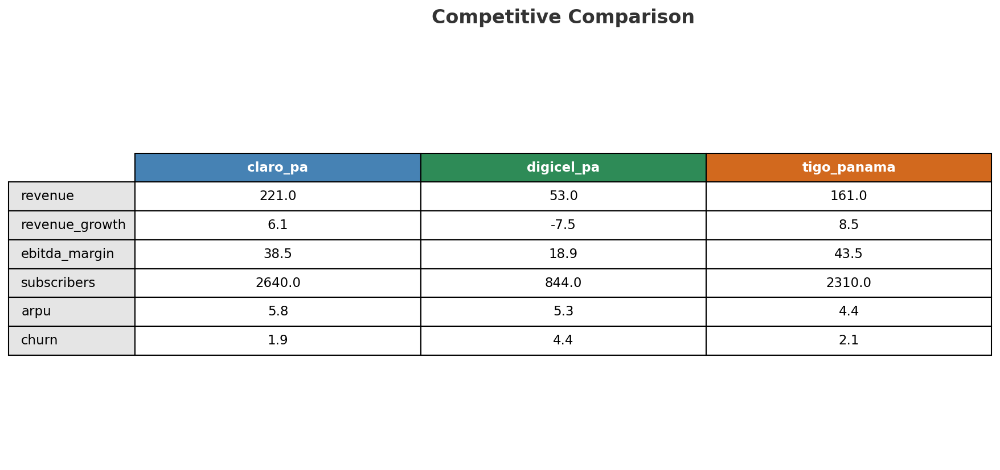 Competitive Comparison
claro_pa digicel_pa tigo_panama
revenue 221.0 53.0 161.0
revenue_growth 6.1 -7.5 8.5
ebitda_margin 38.5 18.9 43.5
subscribers 2640.0 844.0 2310.0
arpu 5.8 5.3 4.4
churn 1.9 4.4 2.1